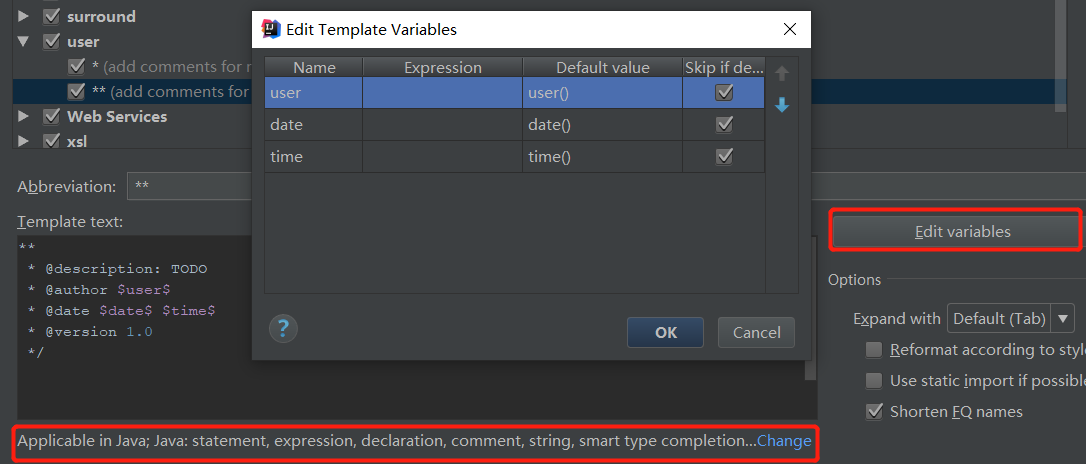 surround
user
* (add comments for
** (add comments for
Web Services
xsl
Edit Template Variables
Name Expression Default value Skip if de...
user user()
date date()
time time()
OK Cancel
Abbreviation: **
Template text:
**
* @description: TODO
* @author $user$
* @date $date$ $time$
* @version 1.0
*/
Edit variables
Options
Expand with Default (Tab)
Reformat according to style
Use static import if possible
Shorten FQ names
Applicable in Java; Java: statement, expression, declaration, comment, string, smart type completion...Change